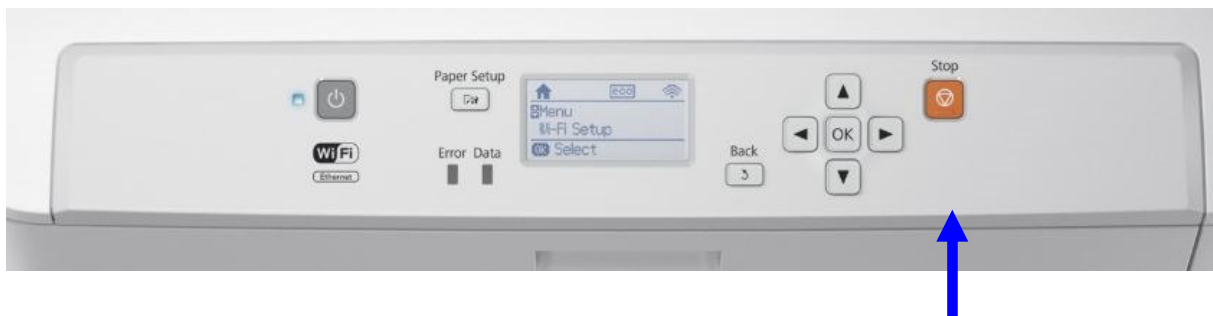 Stop
Paper Setup
eco
Menu
Wi-Fi Setup
OK Select
WiFi
Ethernet
Error Data
Back
OK